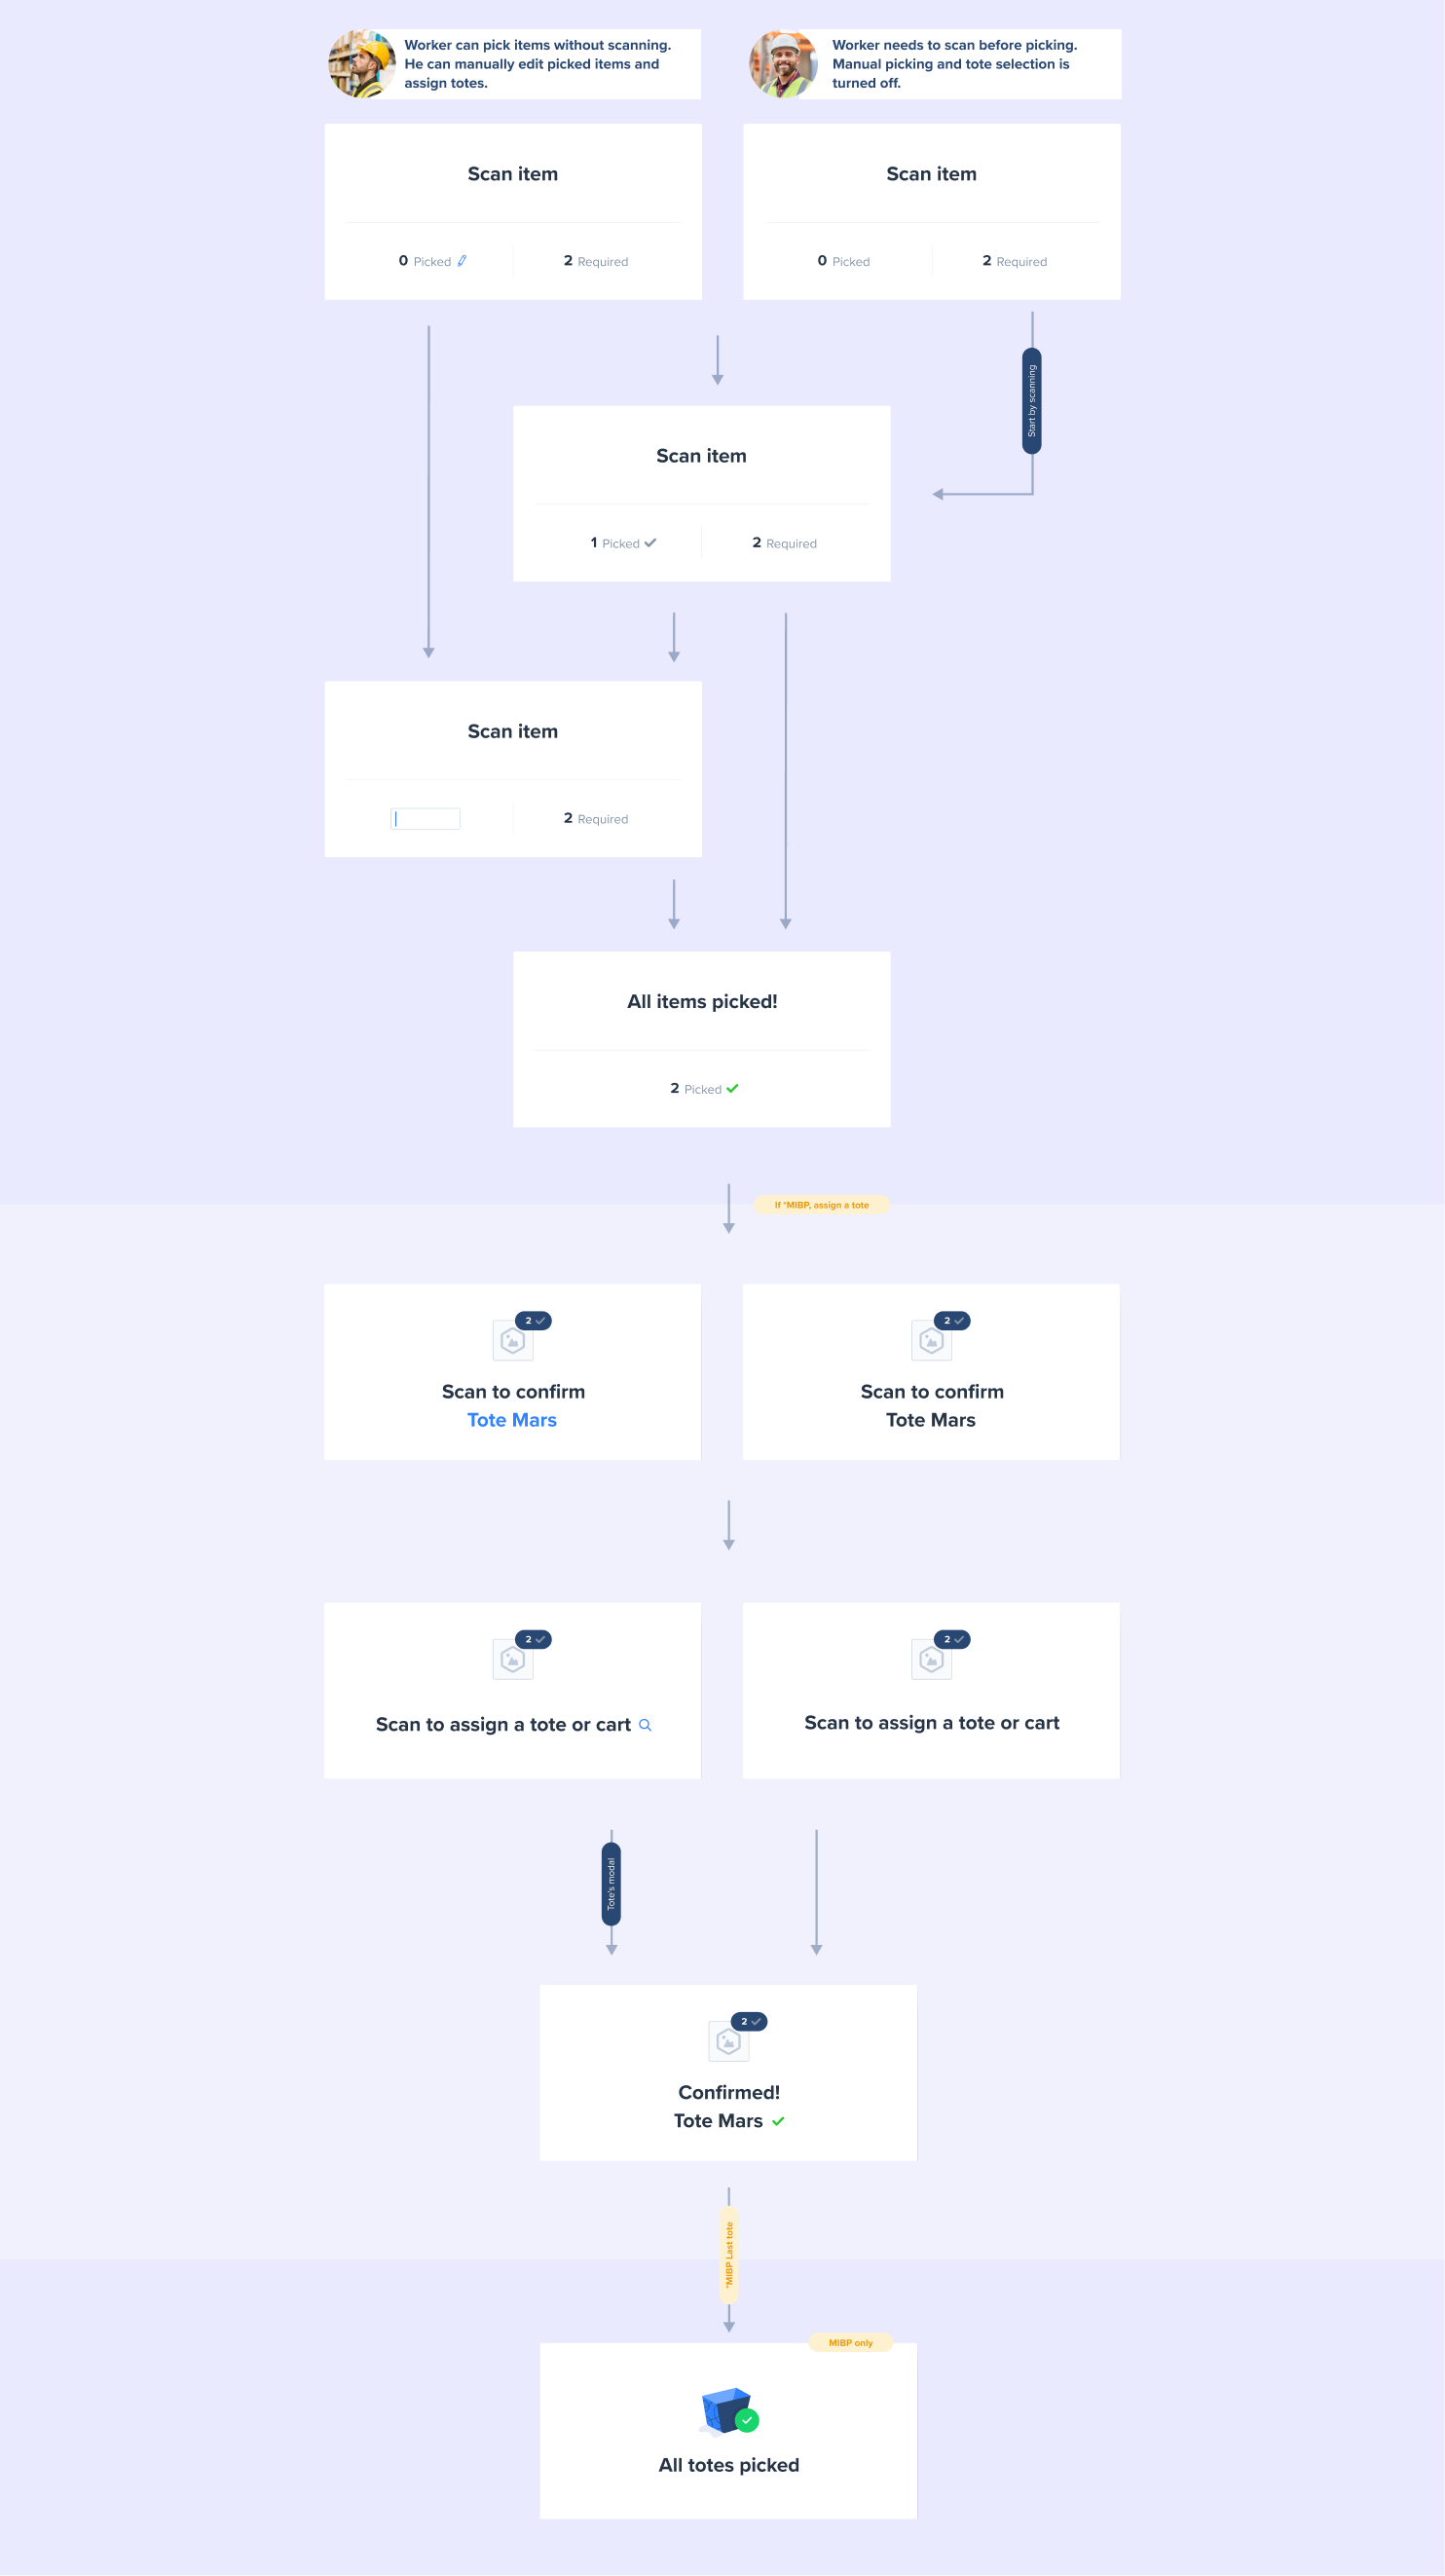 Worker can pick items without scanning.
He can manually edit picked items and
assign totes.
Worker needs to scan before picking.
Manual picking and tote selection is
turned off.
Scan item
0 Picked
2 Required
Scan item
0 Picked
2 Required
Start by scanning
Scan item
1 Picked
2 Required
Scan item
2 Required
All items picked!
2 Picked
If *MIBP, assign a tote
2
Scan to confirm
Tote Mars
2
Scan to confirm
Tote Mars
2
Scan to assign a tote or cart
2
Scan to assign a tote or cart
Tote's modal
2
Confirmed!
Tote Mars
*MIBP Last tote
MIBP only
All totes picked